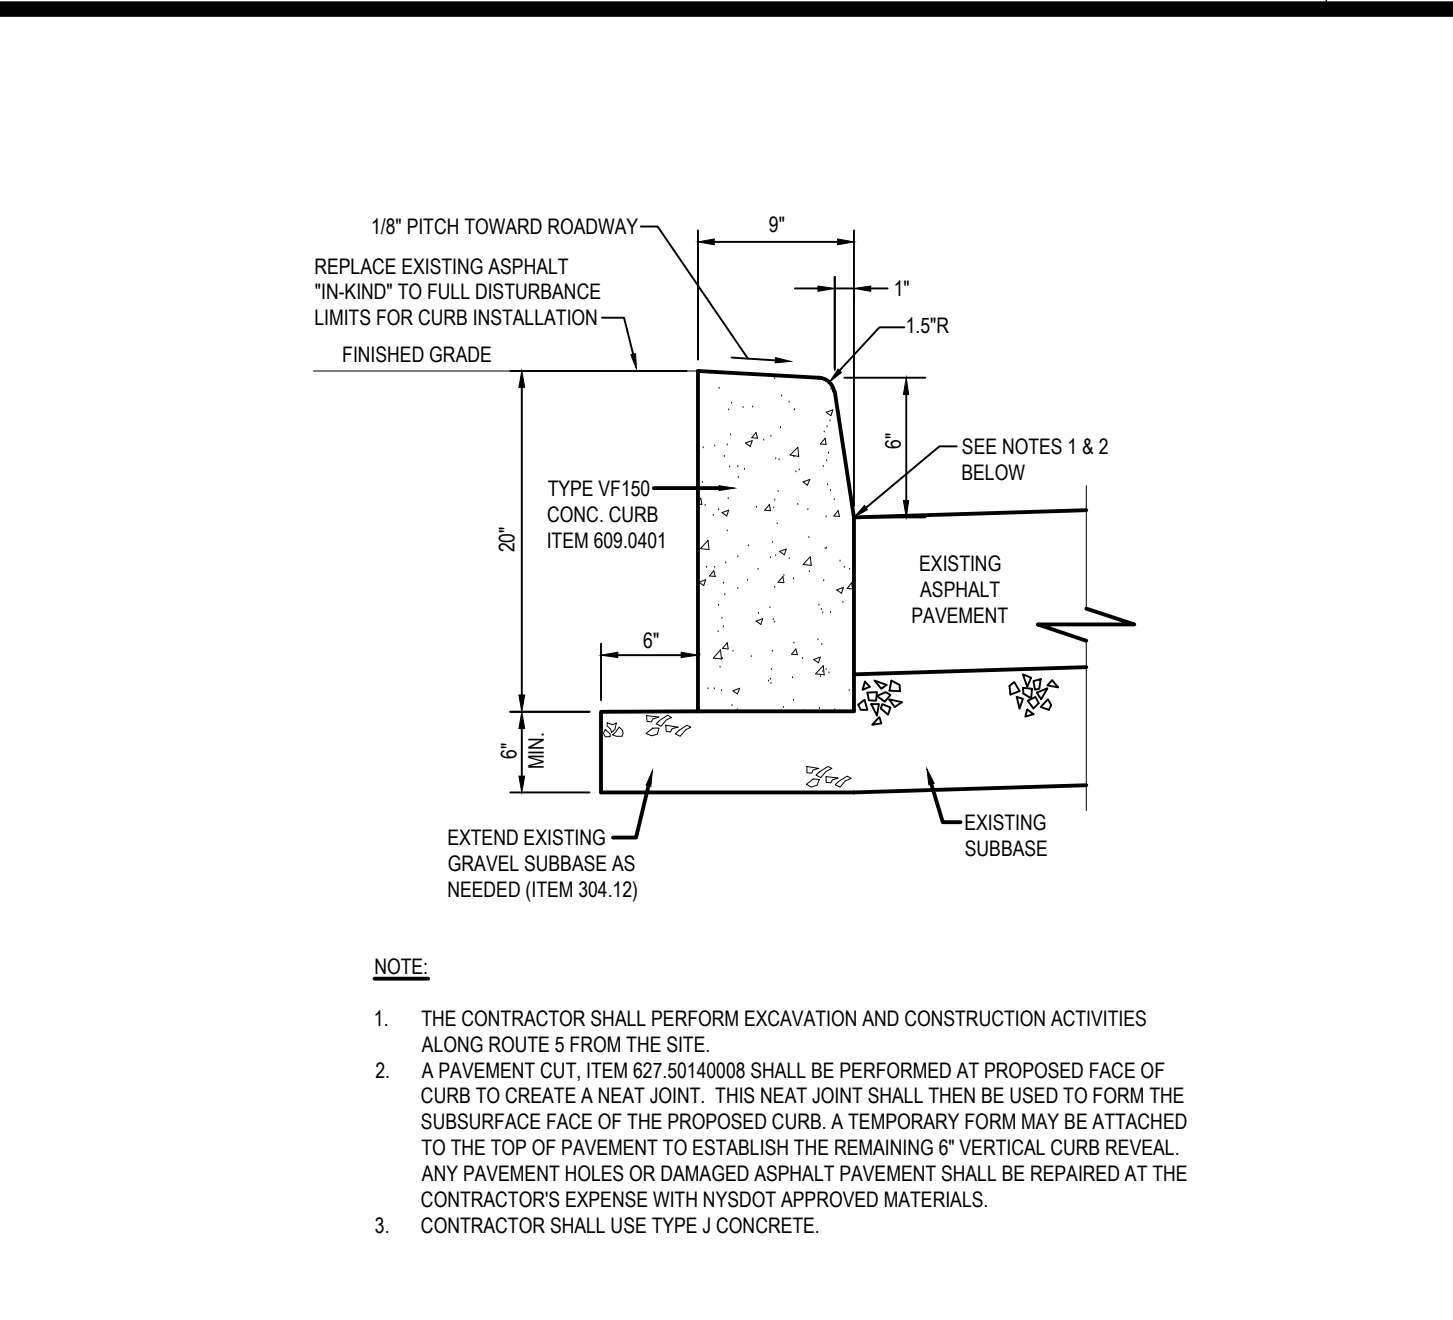 1/8" PITCH TOWARD ROADWAY
9"
REPLACE EXISTING ASPHALT
"IN-KIND" TO FULL DISTURBANCE
LIMITS FOR CURB INSTALLATION
1"
1.5"R
FINISHED GRADE
6"
SEE NOTES 1 & 2
BELOW
TYPE VF150
CONC. CURB
ITEM 609.0401
20"
EXISTING
ASPHALT
PAVEMENT
6"
6"
MIN.
EXTEND EXISTING
GRAVEL SUBBASE AS
NEEDED (ITEM 304.12)
EXISTING
SUBBASE
NOTE:
1. THE CONTRACTOR SHALL PERFORM EXCAVATION AND CONSTRUCTION ACTIVITIES
ALONG ROUTE 5 FROM THE SITE.
2. A PAVEMENT CUT, ITEM 627.50140008 SHALL BE PERFORMED AT PROPOSED FACE OF
CURB TO CREATE A NEAT JOINT. THIS NEAT JOINT SHALL THEN BE USED TO FORM THE
SUBSURFACE FACE OF THE PROPOSED CURB. A TEMPORARY FORM MAY BE ATTACHED
TO THE TOP OF PAVEMENT TO ESTABLISH THE REMAINING 6" VERTICAL CURB REVEAL.
ANY PAVEMENT HOLES OR DAMAGED ASPHALT PAVEMENT SHALL BE REPAIRED AT THE
CONTRACTOR'S EXPENSE WITH NYSDOT APPROVED MATERIALS.
3. CONTRACTOR SHALL USE TYPE J CONCRETE.